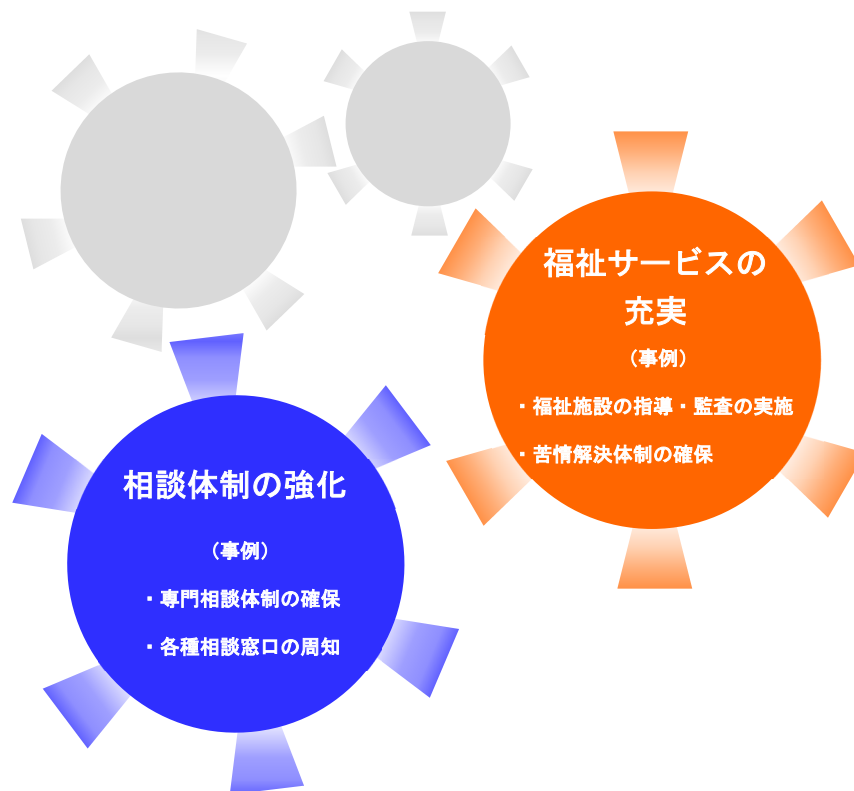 福祉サービスの
充実
（事例）
・福祉施設の指導・監査の実施
・苦情解決体制の確保
相談体制の強化
（事例）
・専門相談体制の確保
・各種相談窓口の周知